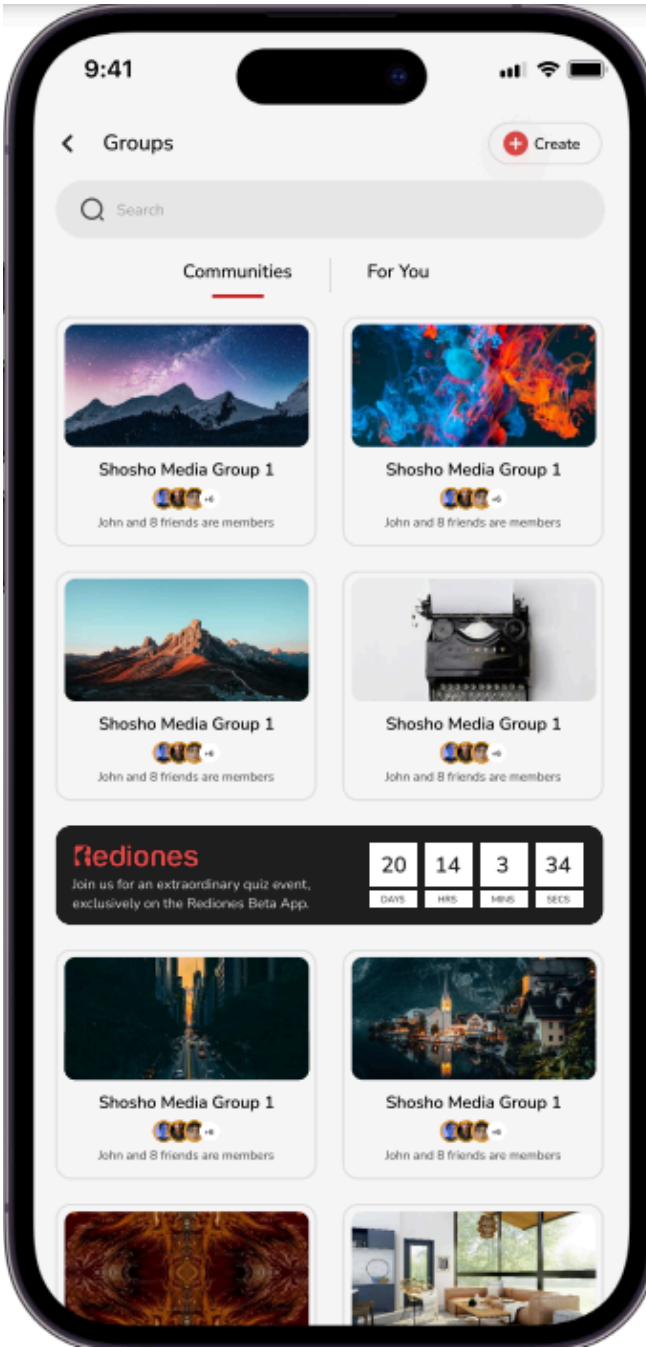 9:41
Groups
Create
Search
Communities
For You
Shosho Media Group 1
+6
John and 8 friends are members
Shosho Media Group 1
+6
John and 8 friends are members
Shosho Media Group 1
+6
John and 8 friends are members
Shosho Media Group 1
+6
John and 8 friends are members
Rediones
Join us for an extraordinary quiz event,
exclusively on the Rediones Beta App.
20 14 3 34
DAYS HRS MINS SECS
Shosho Media Group 1
+6
John and 8 friends are members
Shosho Media Group 1
+6
John and 8 friends are members